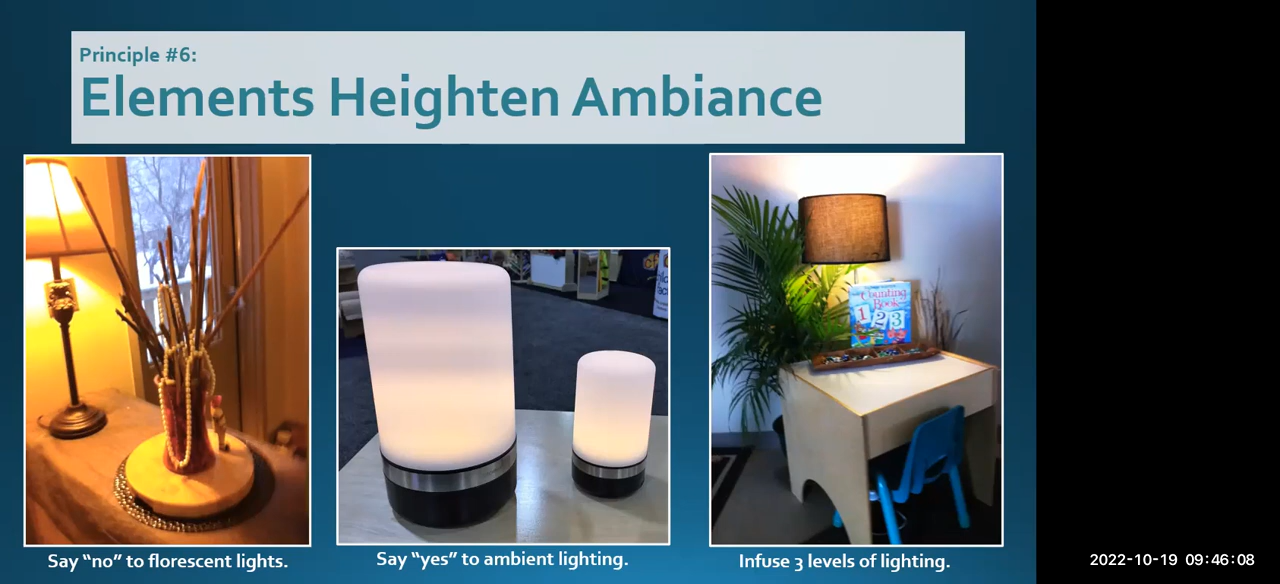 Principle #6:
Elements Heighten Ambiance
Counting
Book
1 2 3
Say “no” to florescent lights.
Say “yes” to ambient lighting.
Infuse 3 levels of lighting.
2022-10-19 09:46:08